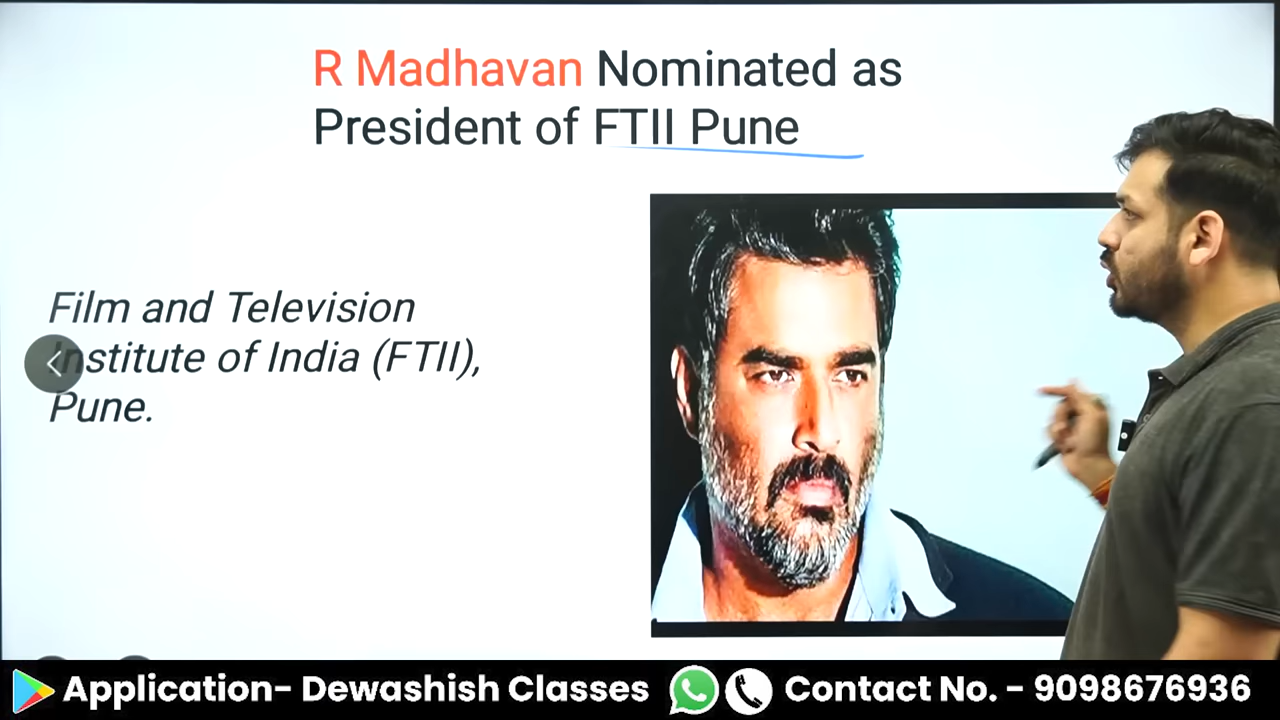 R Madhavan Nominated as
President of FTII Pune
Film and Television
Institute of India (FTII),
Pune.
Application- Dewashish Classes
Contact No. - 9098676936